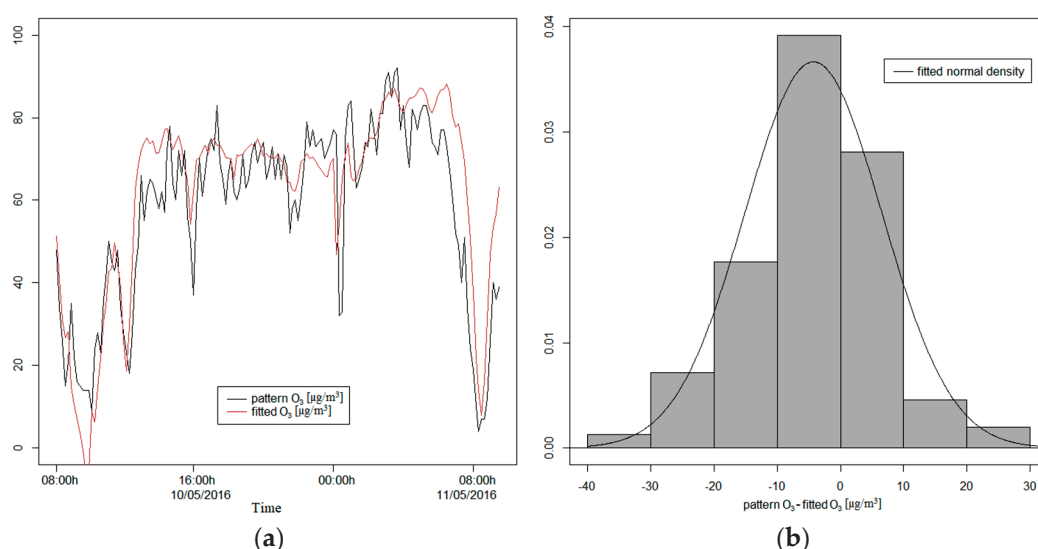 100
80
60
40
20
0
pattern O₃ [μg/m³]
fitted O₃ [μg/m³]
08:00h 16:00h 00:00h 08:00h
10/05/2016 11/05/2016
Time
(a)
0.04
0.03
0.02
0.01
0.00
fitted normal density
-40 -30 -20 -10 0 10 20 30
pattern O₃-fitted O₃ [μg/m³]
(b)